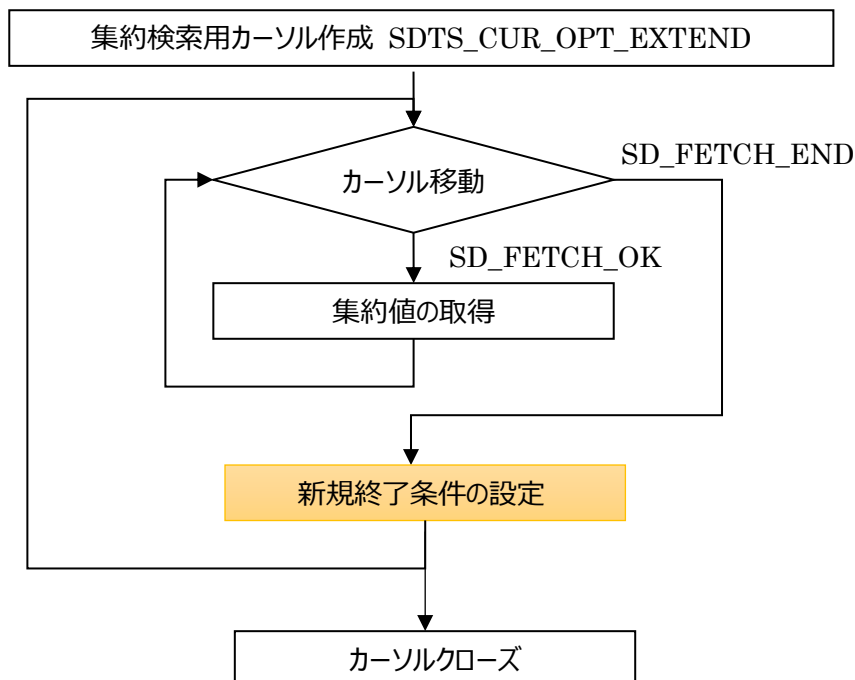 集約検索用カーソル作成 SDTS_CUR_OPT_EXTEND
SD_FETCH_END
カーソル移動
SD_FETCH_OK
集約値の取得
新規終了条件の設定
カーソルクローズ